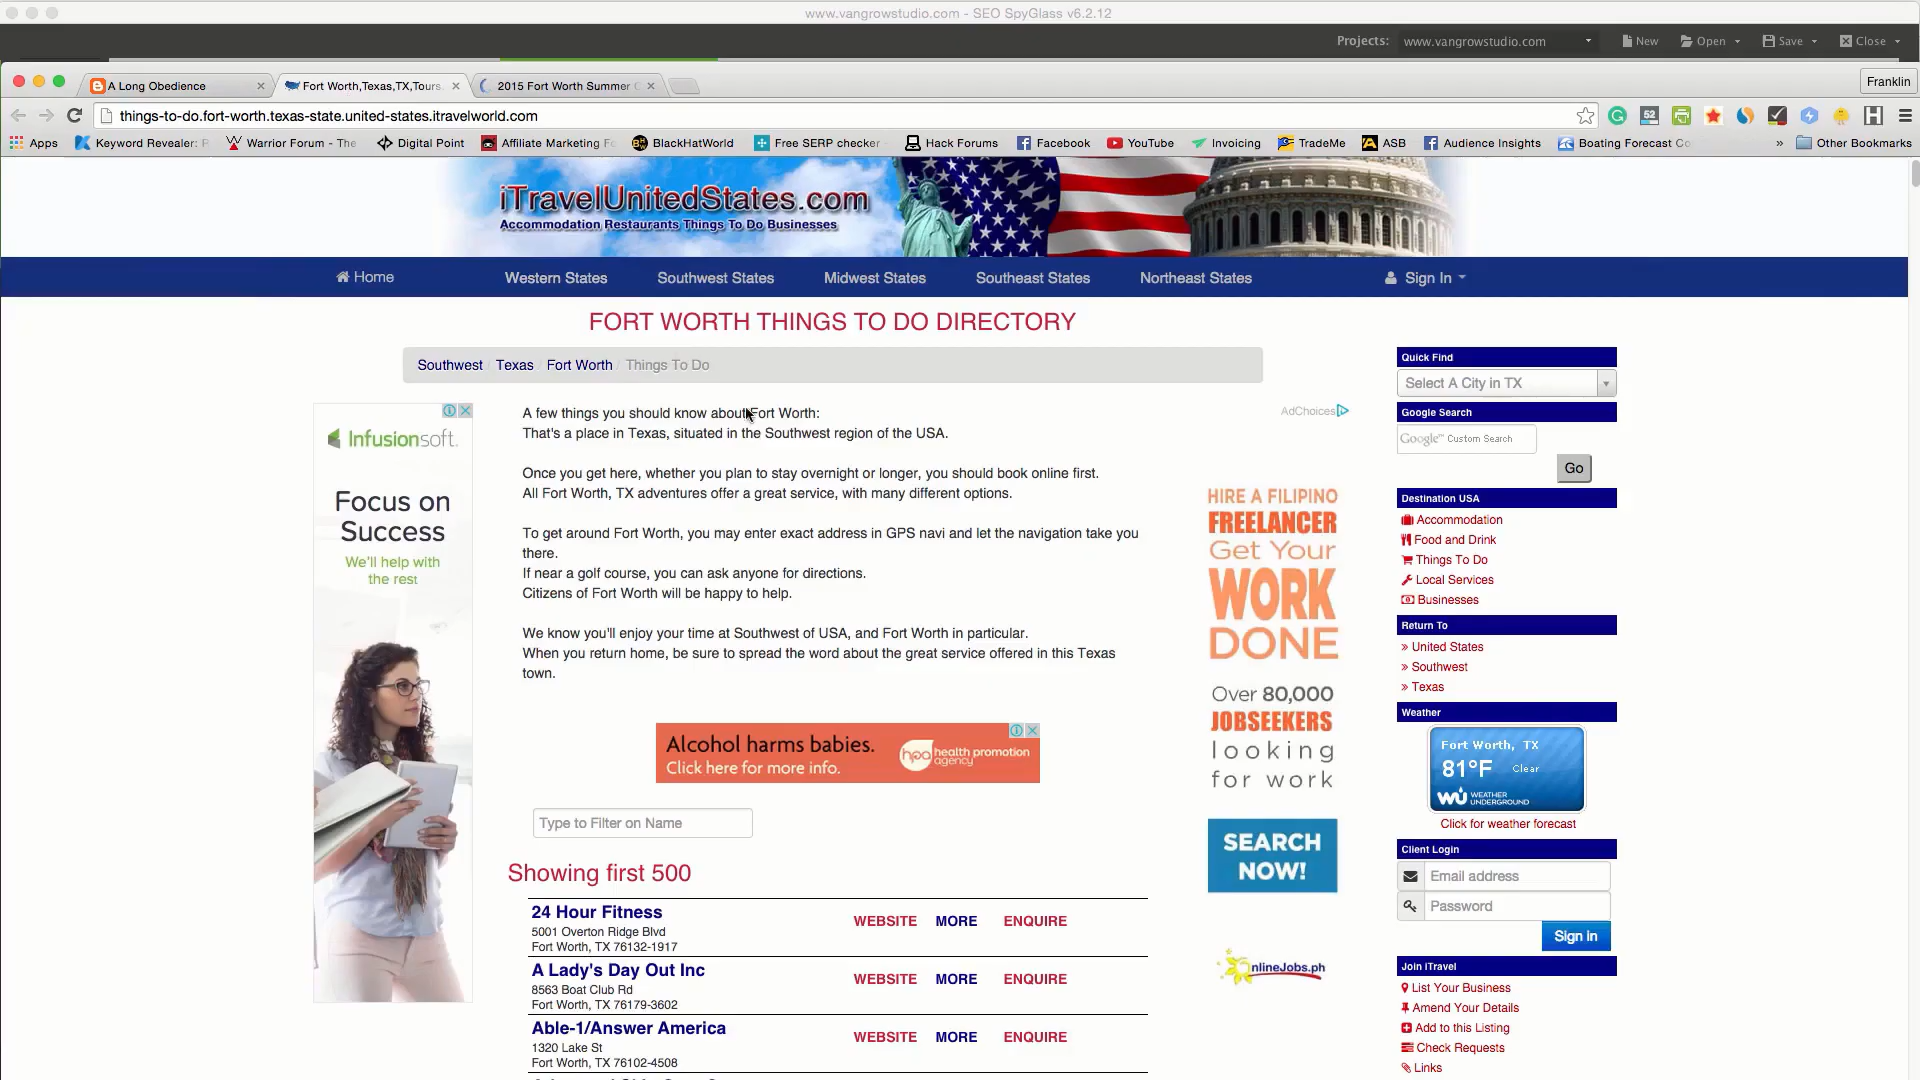 www.vangrowstudio.com - SEO SpyGlass v6.2.12
Projects: www.vangrowstudio.com New Open Save Close
A Long Obedience Fort Worth,Texas,TX,Tours 2015 Fort Worth Summer Franklin
things-to-do.fort-worth.texas-state.united-states.itravelworld.com
52
Apps Keyword Revealer: Warrior Forum - The Digital Point Affiliate Marketing BlackHatWorld Free SERP checker Hack Forums Facebook YouTube Invoicing TradeMe ASB Audience Insights Boating Forecast » Other Bookmarks
iTravelUnitedStates.com
Accommodation Restaurants Things To Do Businesses
Home Western States Southwest States Midwest States Southeast States Northeast States Sign In
FORT WORTH THINGS TO DO DIRECTORY
Southwest Texas Fort Worth Things To Do
A few things you should know about Fort Worth:
That's a place in Texas, situated in the Southwest region of the USA.
Once you get here, whether you plan to stay overnight or longer, you should book online first.
All Fort Worth, TX adventures offer a great service, with many different options.
To get around Fort Worth, you may enter exact address in GPS navi and let the navigation take you
there.
If near a golf course, you can ask anyone for directions.
Citizens of Fort Worth will be happy to help.
We know you'll enjoy your time at Southwest of USA, and Fort Worth in particular.
When you return home, be sure to spread the word about the great service offered in this Texas
town.
Infusionsoft.
Focus on
Success
We'll help with
the rest
Alcohol harms babies.
Click here for more info.
hpa health promotion
agency
Type to Filter on Name
Showing first 500
24 Hour Fitness
5001 Overton Ridge Blvd
Fort Worth, TX 76132-1917
WEBSITE MORE ENQUIRE
A Lady's Day Out Inc
8563 Boat Club Rd
Fort Worth, TX 76179-3602
WEBSITE MORE ENQUIRE
Able-1/Answer America
1320 Lake St
Fort Worth, TX 76102-4508
WEBSITE MORE ENQUIRE
AdChoices
HIRE A FILIPINO
FREELANCER
Get Your
WORK
DONE
Over 80,000
JOBSEEKERS
looking
for work
SEARCH
NOW!
nlineJobs.ph
Quick Find
Select A City in TX
Google Search
Google™ Custom Search
Go
Destination USA
Accommodation
Food and Drink
Things To Do
Local Services
Businesses
Return To
» United States
» Southwest
» Texas
Weather
Fort Worth, TX
81°F Clear
wu WEATHER
UNDERGROUND
Click for weather forecast
Client Login
Email address
Password
Sign in
Join iTravel
List Your Business
Amend Your Details
Add to this Listing
Check Requests
Links